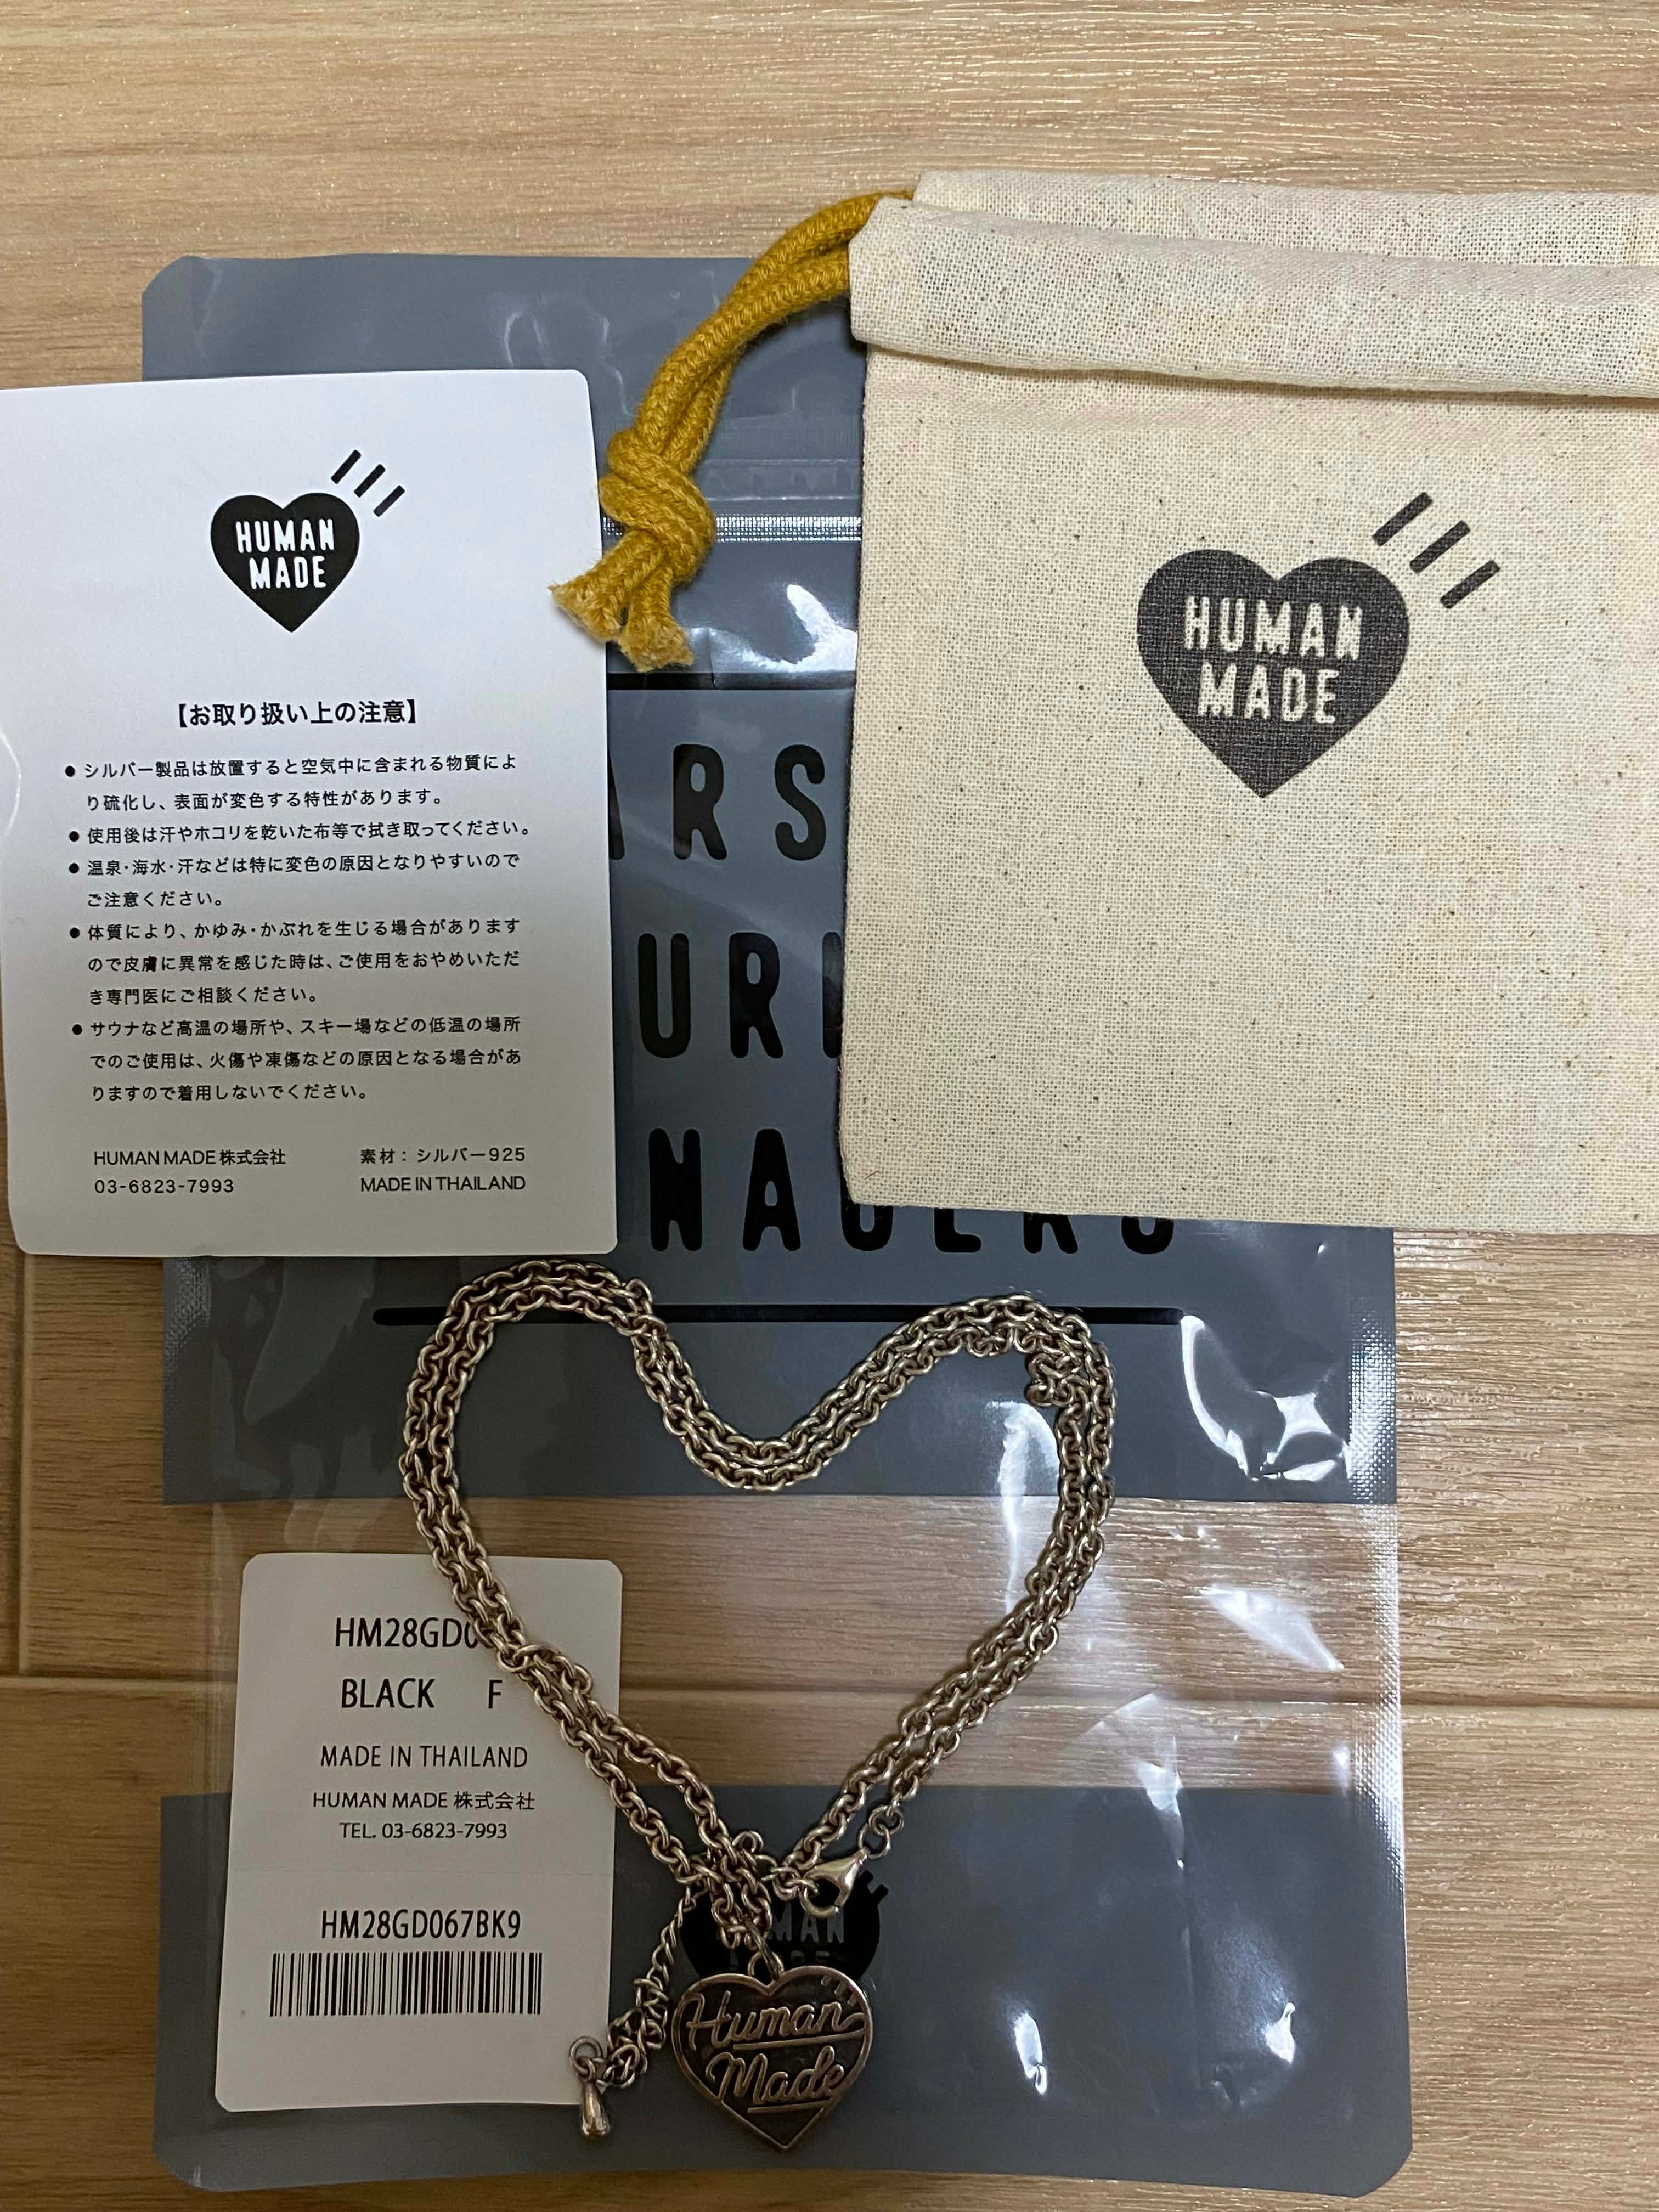 HUMAN
MADE
【お取り扱い上の注意】
● シルバー製品は放置すると空気中に含まれる物質によ
り硫化し、表面が変色する特性があります。
● 使用後は汗やホコリを乾いた布等で拭き取ってください。
● 温泉・海水・汗などは特に変色の原因となりやすいので
ご注意ください。
● 体質により、かゆみ・かぶれを生じる場合があります
ので皮膚に異常を感じた時は、ご使用をおやめいただ
き専門医にご相談ください。
● サウナなど高温の場所や、スキー場などの低温の場所
でのご使用は、火傷や凍傷などの原因となる場合があ
りますので着用しないでください。
HUMAN MADE 株式会社
03-6823-7993
素材：シルバー925
MADE IN THAILAND
HUMAN
MADE
HM28GD0
BLACK F
MADE IN THAILAND
HUMAN MADE 株式会社
TEL. 03-6823-7993
HM28GD067BK9
Human
Made